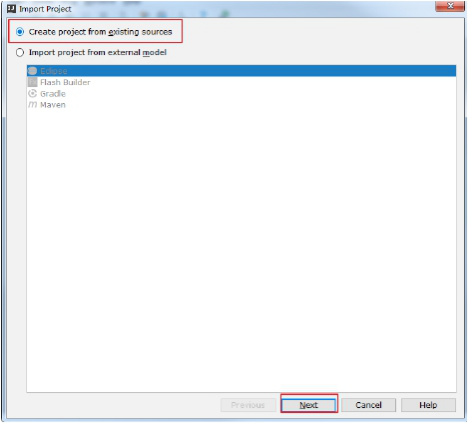 Import Project
Create project from existing sources
Import project from external model
Eclipse
Flash Builder
Gradle
Maven
Previous Next Cancel Help